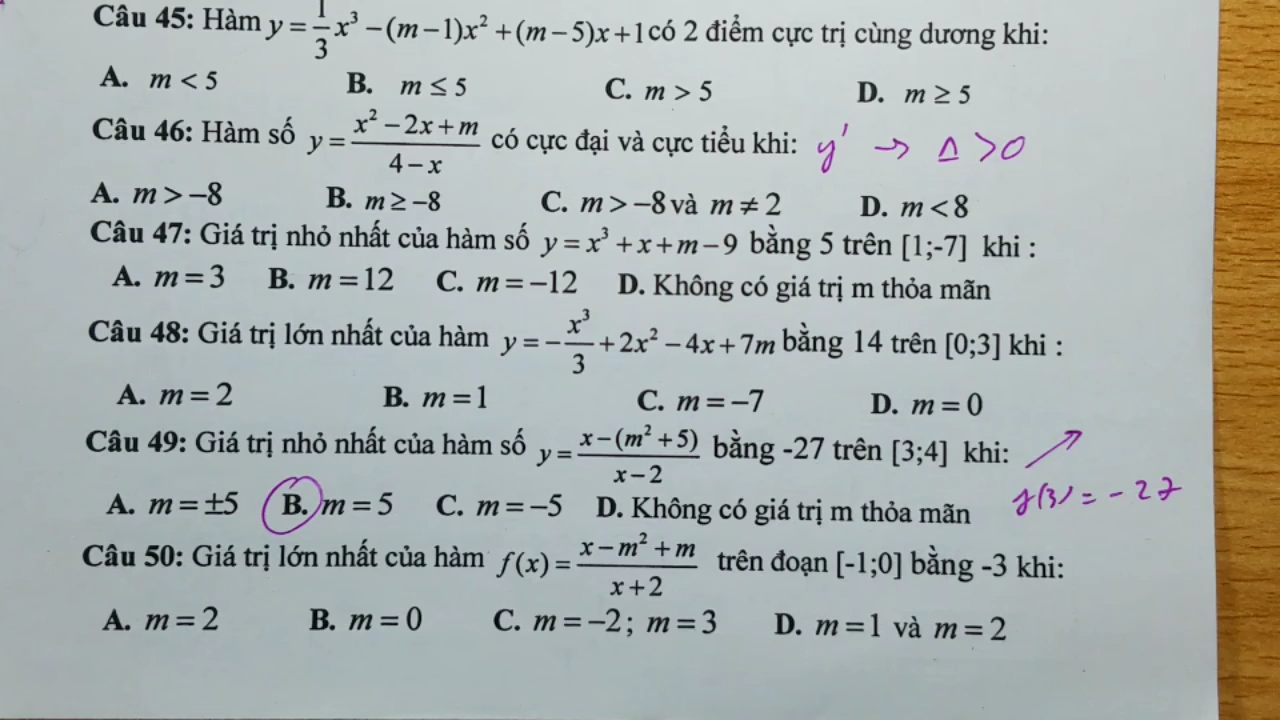 Câu 45: Hàm y = 1/3 x³ − (m−1)x² + (m−5)x + 1 có 2 điểm cực trị cùng dương khi:
A. m < 5 B. m ≤ 5 C. m > 5 D. m ≥ 5
Câu 46: Hàm số y = (x² − 2x + m)/(4 − x) có cực đại và cực tiểu khi: y' → Δ > 0
A. m > −8 B. m ≥ −8 C. m > −8 và m ≠ 2 D. m < 8
Câu 47: Giá trị nhỏ nhất của hàm số y = x³ + x + m − 9 bằng 5 trên [1;-7] khi :
A. m = 3 B. m = 12 C. m = −12 D. Không có giá trị m thỏa mãn
Câu 48: Giá trị lớn nhất của hàm y = −x³/3 + 2x² − 4x + 7m bằng 14 trên [0;3] khi :
A. m = 2 B. m = 1 C. m = −7 D. m = 0
Câu 49: Giá trị nhỏ nhất của hàm số y = (x − (m² + 5))/(x − 2) bằng -27 trên [3;4] khi:
A. m = ±5 B. m = 5 C. m = −5 D. Không có giá trị m thỏa mãn y(3) = -27
Câu 50: Giá trị lớn nhất của hàm f(x) = (x − m² + m)/(x + 2) trên đoạn [-1;0] bằng -3 khi:
A. m = 2 B. m = 0 C. m = −2; m = 3 D. m = 1 và m = 2